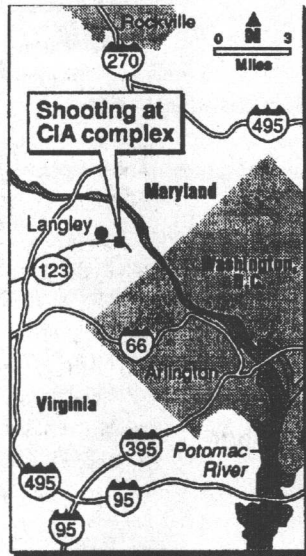 Rockville
270
N
0 3
Miles
495
Shooting at
CIA complex
Maryland
Langley
Washington
D.C.
123
66
Arlington
Virginia
395
Potomac
River
495
95
95